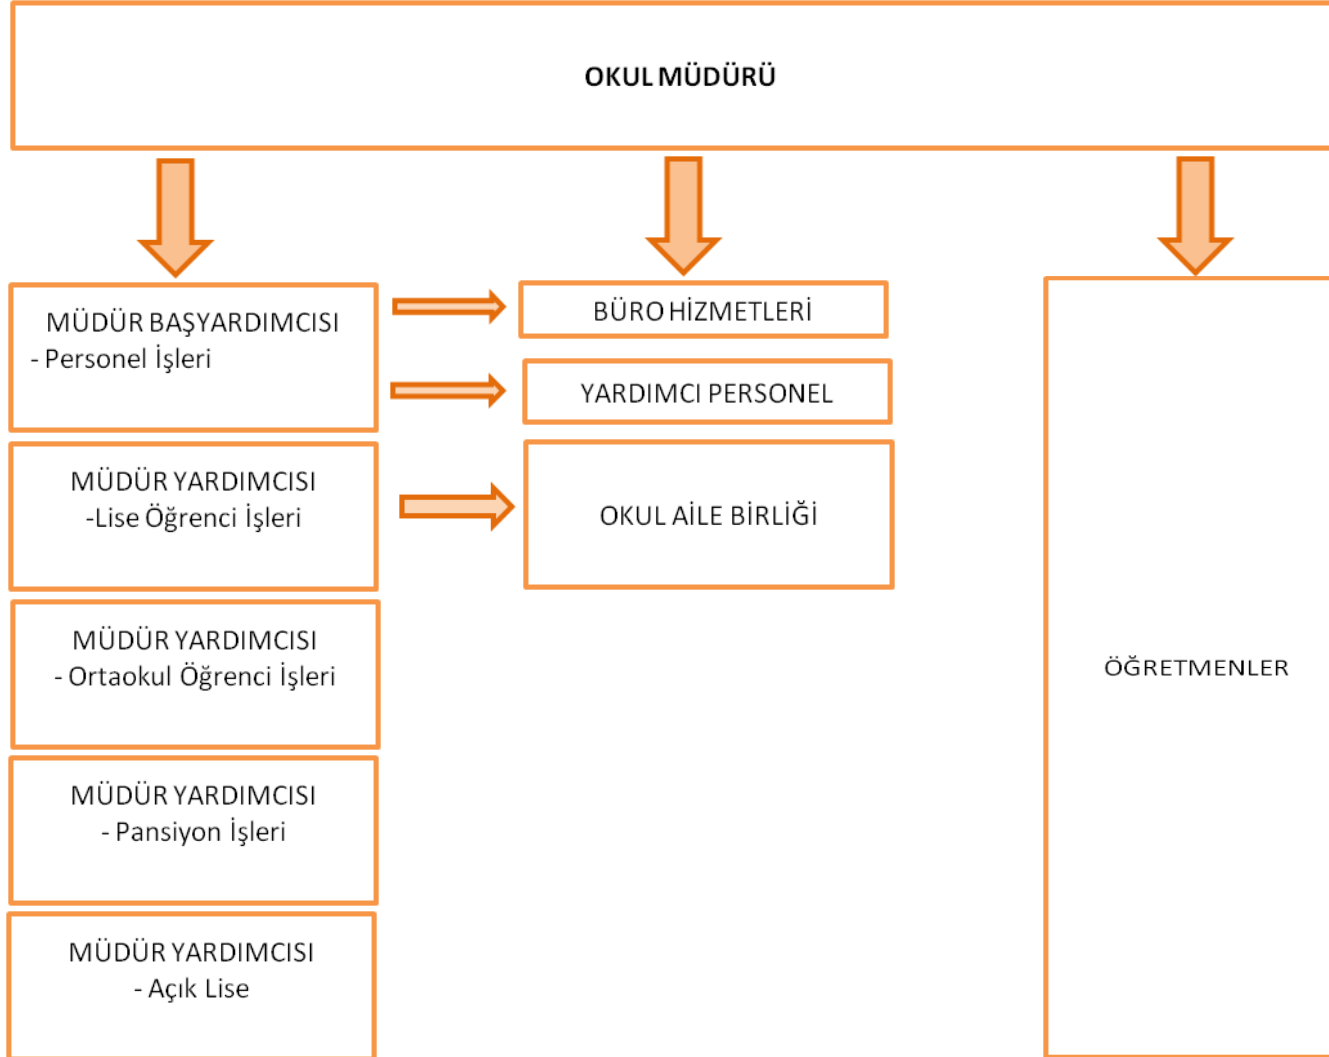 OKUL MÜDÜRÜ
MÜDÜR BAŞYARDIMCISI
- Personel İşleri
BÜRO HİZMETLERİ
YARDIMCI PERSONEL
MÜDÜR YARDIMCISI
-Lise Öğrenci İşleri
OKUL AİLE BİRLİĞİ
MÜDÜR YARDIMCISI
- Ortaokul Öğrenci İşleri
MÜDÜR YARDIMCISI
- Pansiyon İşleri
MÜDÜR YARDIMCISI
- Açık Lise
ÖĞRETMENLER